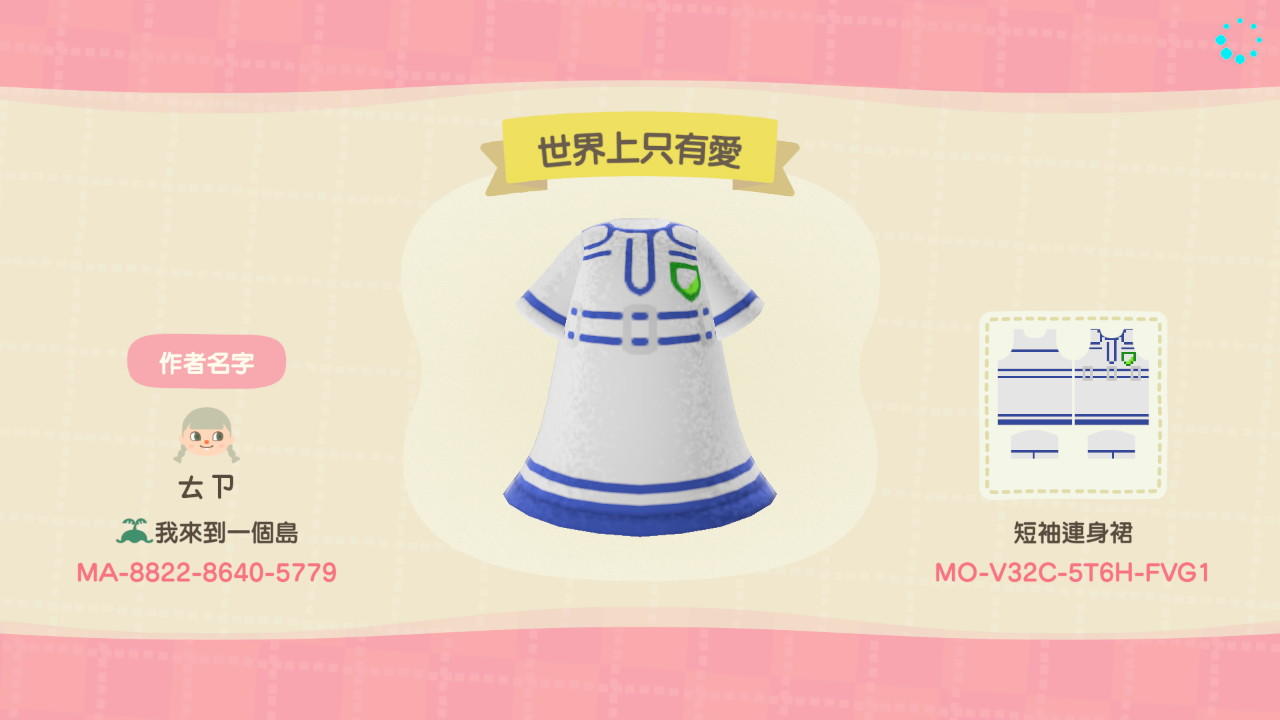 世界上只有愛
作者名字
ㄊㄗ
我來到一個島
MA-8822-8640-5779
短袖連身裙
MO-V32C-5T6H-FVG1